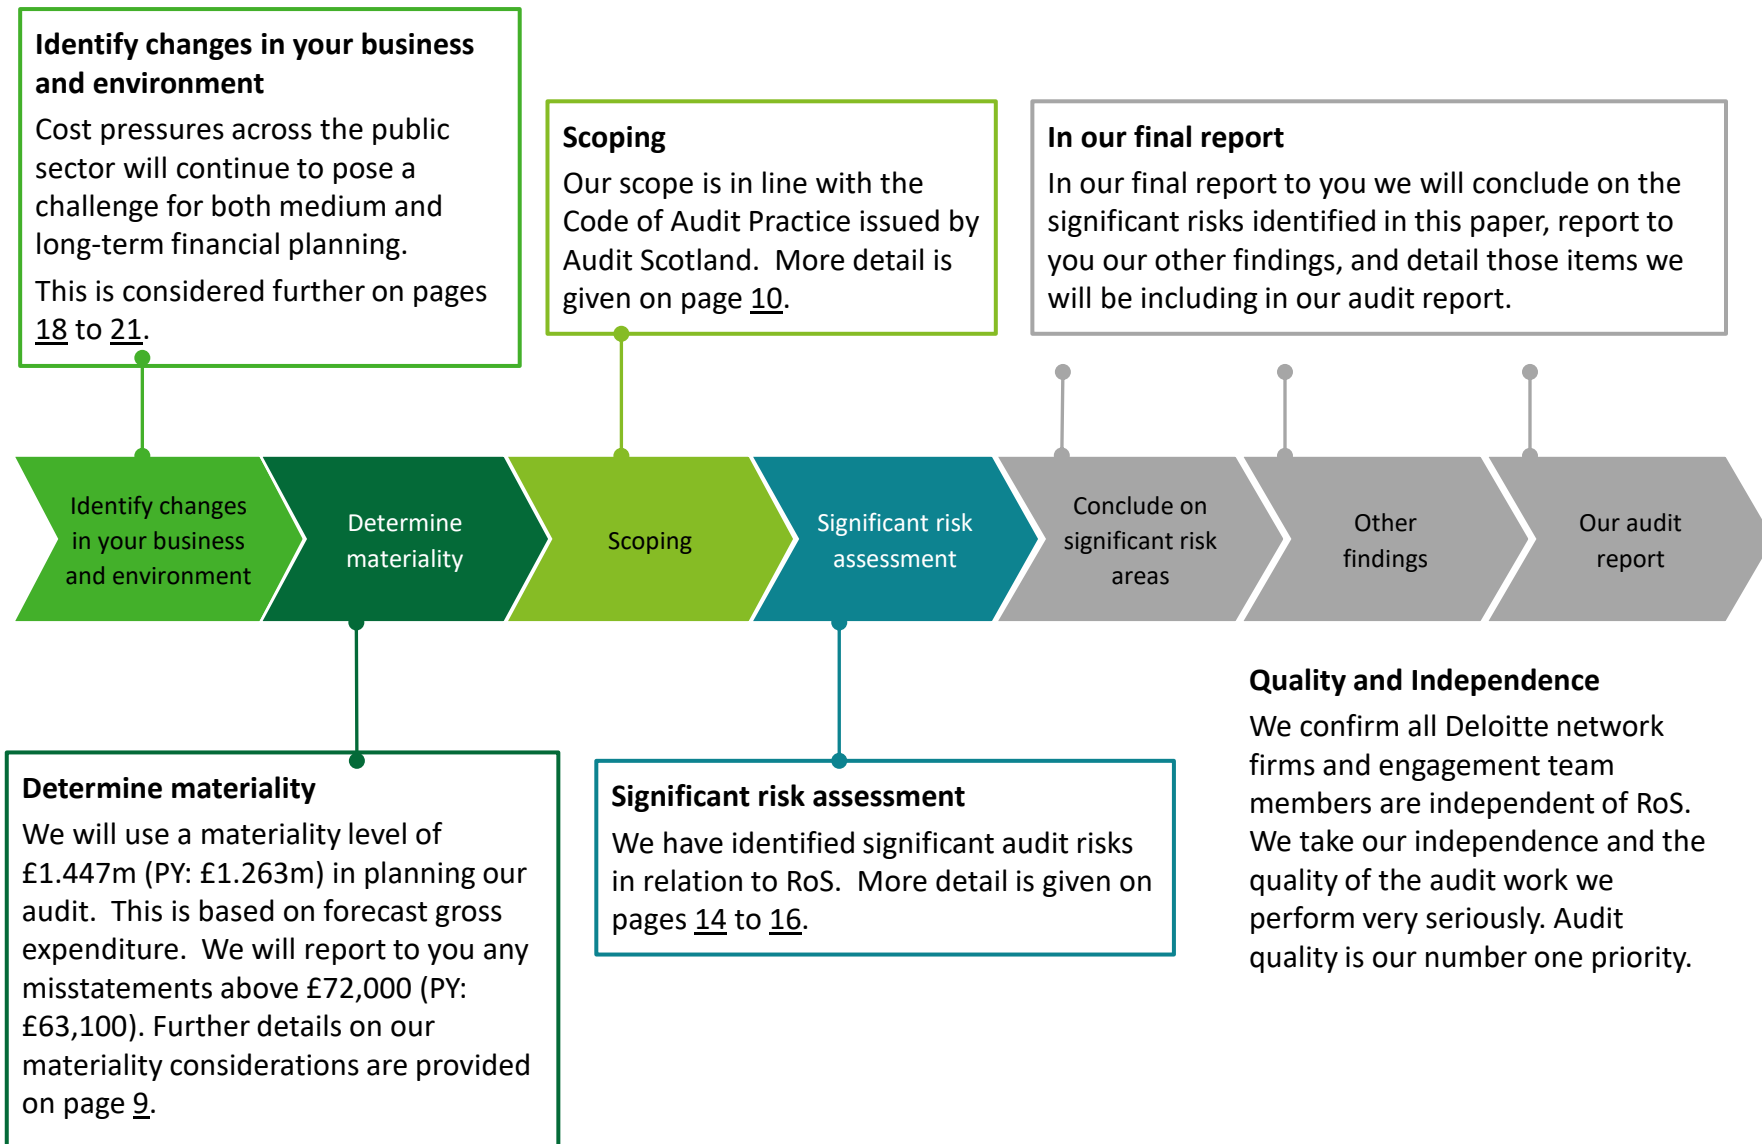 Identify changes in your business
and environment
Cost pressures across the public
sector will continue to pose a
challenge for both medium and
long-term financial planning.
This is considered further on pages
18 to 21.
Scoping
Our scope is in line with the
Code of Audit Practice issued by
Audit Scotland.  More detail is
given on page 10.
In our final report
In our final report to you we will conclude on the
significant risks identified in this paper, report to
you our other findings, and detail those items we
will be including in our audit report.
Identify changes
in your business
and environment
Determine
materiality
Scoping
Significant risk
assessment
Conclude on
significant risk
areas
Other
findings
Our audit
report
Determine materiality
We will use a materiality level of
£1.447m (PY: £1.263m) in planning our
audit.  This is based on forecast gross
expenditure.  We will report to you any
misstatements above £72,000 (PY:
£63,100). Further details on our
materiality considerations are provided
on page 9.
Significant risk assessment
We have identified significant audit risks
in relation to RoS.  More detail is given on
pages 14 to 16.
Quality and Independence
We confirm all Deloitte network
firms and engagement team
members are independent of RoS.
We take our independence and the
quality of the audit work we
perform very seriously. Audit
quality is our number one priority.